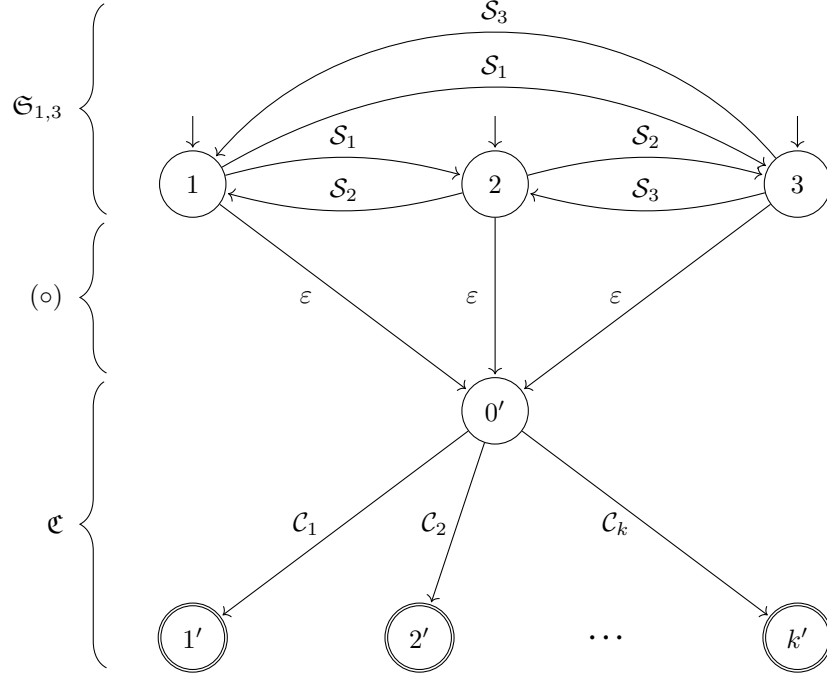 𝒮₃
𝒮₁
𝔖₁,₃
𝒮₁ 𝒮₂
1 2 3
𝒮₂ 𝒮₃
(∘) ε ε ε
0′
𝔠 𝒞₁ 𝒞₂ 𝒞ₖ
1′ 2′ ⋯ k′